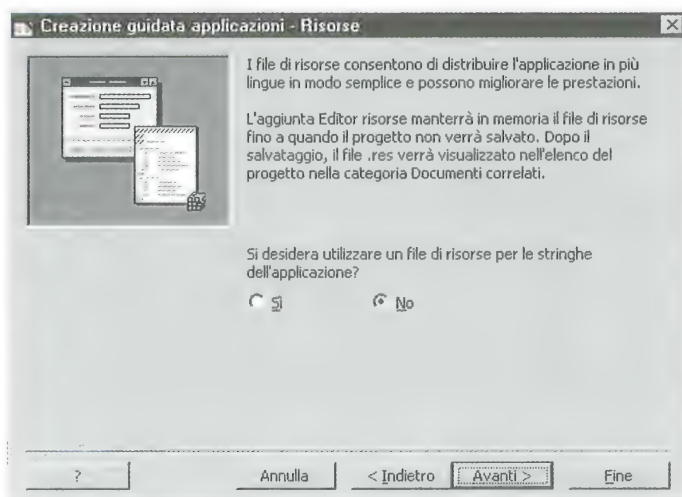 Creazione guidata applicazioni - Risorse
I file di risorse consentono di distribuire l'applicazione in più
lingue in modo semplice e possono migliorare le prestazioni.
L'aggiunta Editor risorse manterrà in memoria il file di risorse
fino a quando il progetto non verrà salvato. Dopo il
salvataggio, il file .res verrà visualizzato nell'elenco del
progetto nella categoria Documenti correlati.
Si desidera utilizzare un file di risorse per le stringhe
dell'applicazione?
Sì No
? Annulla < Indietro Avanti > Fine